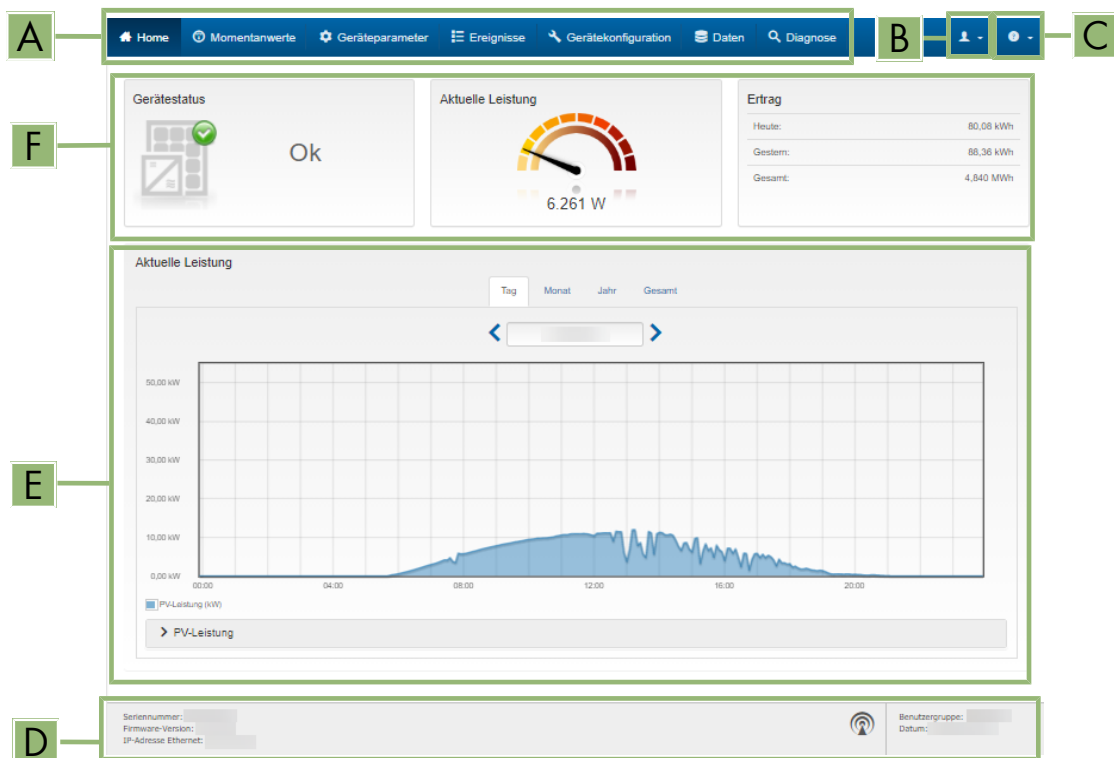 A
Home Momentanwerte Geräteparameter Ereignisse Gerätekonfiguration Daten Diagnose
B
C
F
Gerätestatus
Ok
Aktuelle Leistung
6.261 W
Ertrag
Heute: 80,08 kWh
Gestern: 88,36 kWh
Gesamt: 4,840 MWh
E
Aktuelle Leistung
Tag Monat Jahr Gesamt
50,00 kW
40,00 kW
30,00 kW
20,00 kW
10,00 kW
0,00 kW
00:00 04:00 08:00 12:00 16:00 20:00
PV-Leistung (kW)
PV-Leistung
D
Seriennummer:
Firmware-Version:
IP-Adresse Ethernet:
Benutzergruppe:
Datum: